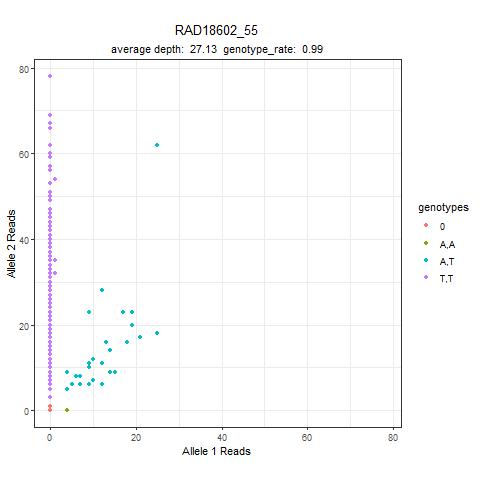 RAD18602_55
average depth: 27.13 genotype_rate: 0.99
80
60
40
20
0
Allele 2 Reads
0 20 40 60 80
Allele 1 Reads
genotypes
0
A,A
A,T
T,T